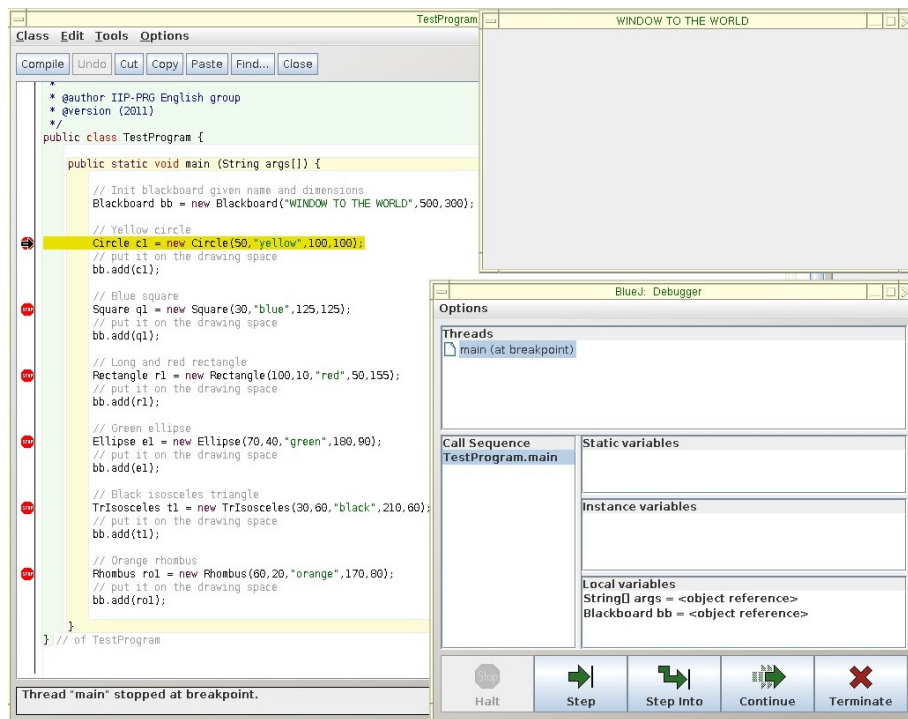 TestProgram
Class Edit Tools Options
Compile Undo Cut Copy Paste Find... Close
*
* @author IIP-PRG English group
* @version (2011)
*/
public class TestProgram {
public static void main (String args[]) {
// Init blackboard given name and dimensions
Blackboard bb = new Blackboard("WINDOW TO THE WORLD",500,300);
// Yellow circle
Circle c1 = new Circle(50,"yellow",100,100);
// put it on the drawing space
bb.add(c1);
STOP
// Blue square
Square q1 = new Square(30,"blue",125,125);
// put it on the drawing space
bb.add(q1);
STOP
// Long and red rectangle
Rectangle r1 = new Rectangle(100,10,"red",50,155);
// put it on the drawing space
bb.add(r1);
STOP
// Green ellipse
Ellipse e1 = new Ellipse(70,40,"green",180,90);
// put it on the drawing space
bb.add(e1);
STOP
// Black isosceles triangle
TrIsosceles t1 = new TrIsosceles(30,60,"black",210,60);
// put it on the drawing space
bb.add(t1);
STOP
// Orange rhombus
Rhombus ro1 = new Rhombus(60,20,"orange",170,80);
// put it on the drawing space
bb.add(ro1);
}
} // of TestProgram
Thread "main" stopped at breakpoint.
WINDOW TO THE WORLD
BlueJ: Debugger
Options
Threads
main (at breakpoint)
Call Sequence
TestProgram.main
Static variables
Instance variables
Local variables
String[] args = <object reference>
Blackboard bb = <object reference>
Stop
Halt Step Step Into Continue Terminate